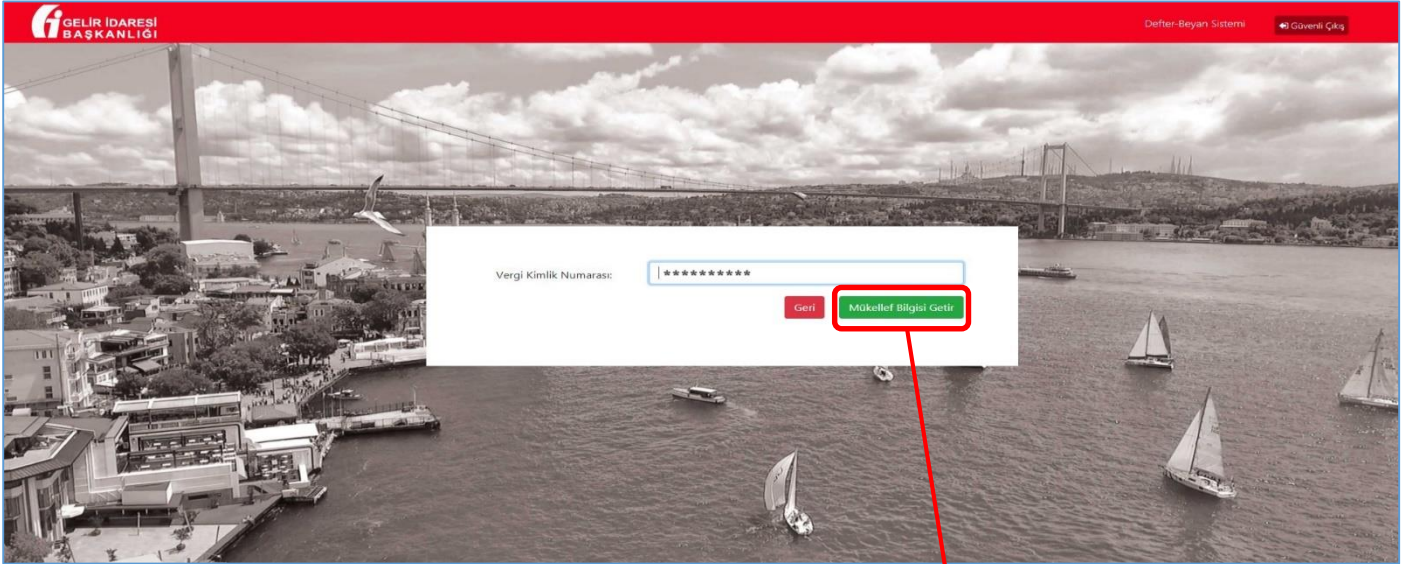 GELİR İDARESİ
BAŞKANLIĞI
Defter-Beyan Sistemi
Güvenli Çıkış
Vergi Kimlik Numarası:
**********
Geri
Mükellef Bilgisi Getir